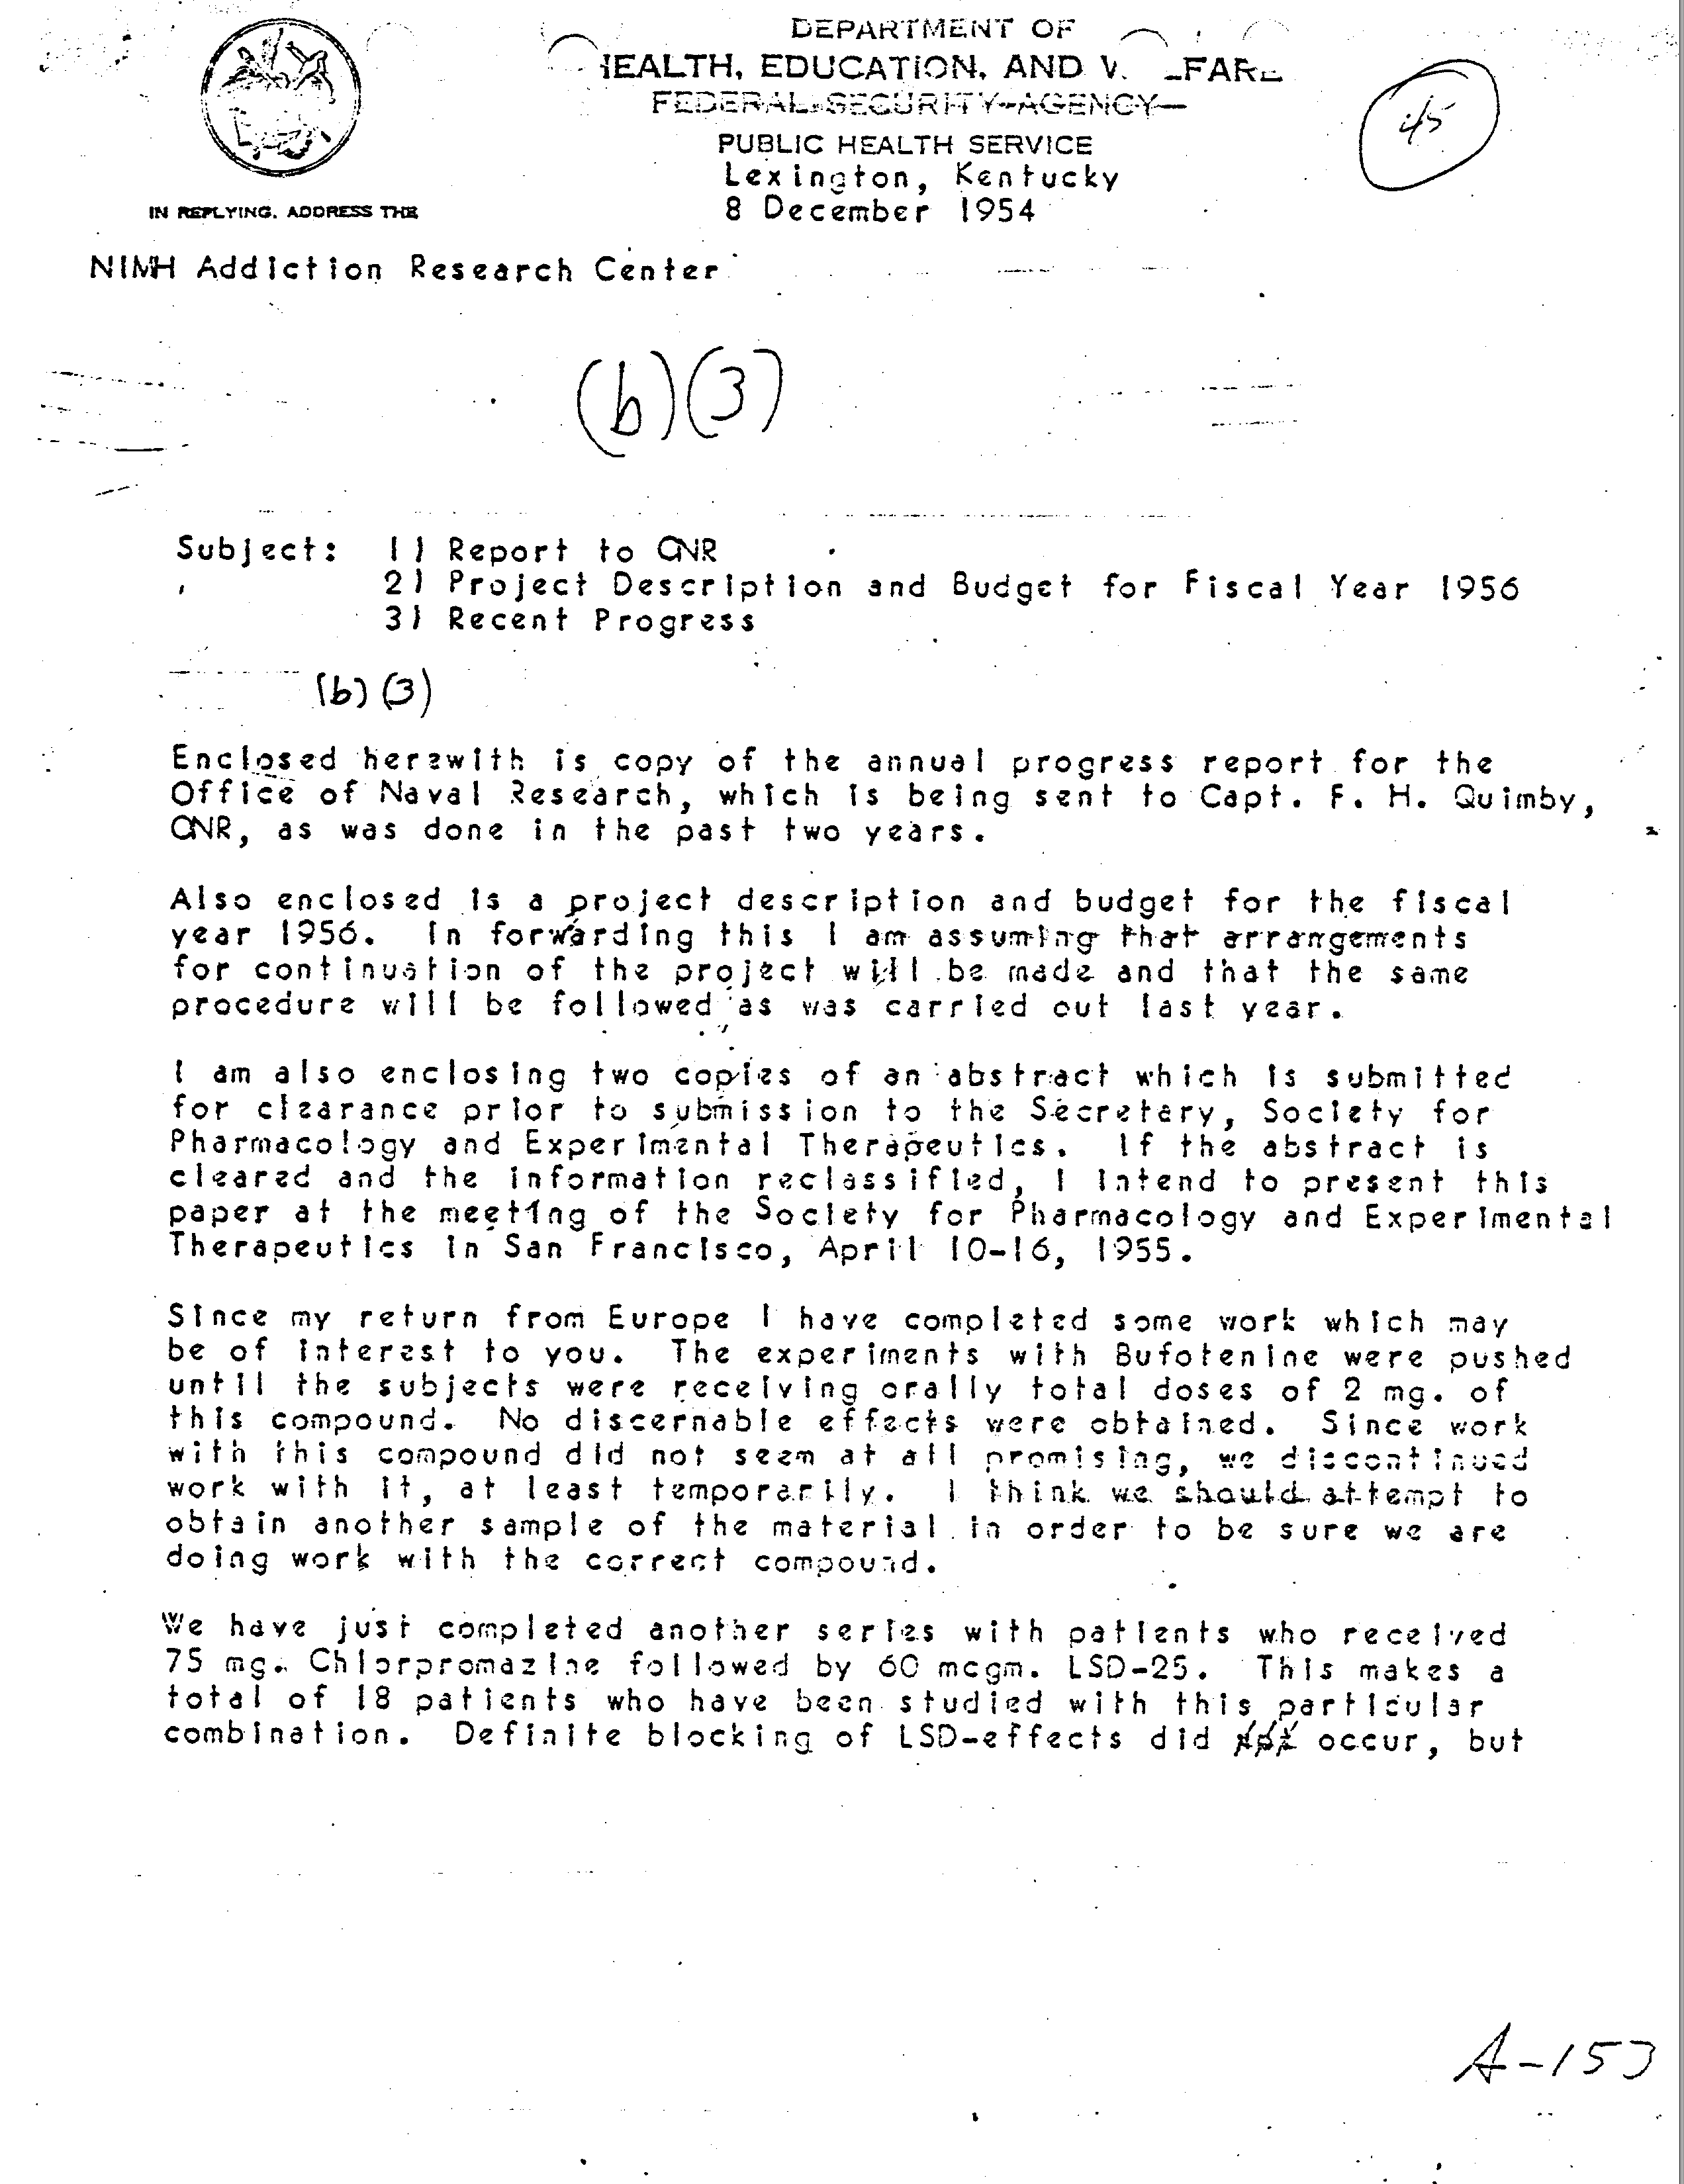 DEPARTMENT OF
HEALTH, EDUCATION, AND WELFARE
FEDERAL SECURITY AGENCY
PUBLIC HEALTH SERVICE
Lexington, Kentucky
8 December 1954
45
IN REPLYING, ADDRESS THE
NIMH Addiction Research Center
(b)(3)
Subject: 1) Report to ONR
2) Project Description and Budget for Fiscal Year 1956
3) Recent Progress
(b)(3)
Enclosed herewith is copy of the annual progress report for the
Office of Naval Research, which is being sent to Capt. F. H. Quimby,
ONR, as was done in the past two years.
Also enclosed is a project description and budget for the fiscal
year 1956. In forwarding this I am assuming that arrangements
for continuation of the project will be made and that the same
procedure will be followed as was carried out last year.
I am also enclosing two copies of an abstract which is submitted
for clearance prior to submission to the Secretary, Society for
Pharmacology and Experimental Therapeutics. If the abstract is
cleared and the information reclassified, I intend to present this
paper at the meeting of the Society for Pharmacology and Experimental
Therapeutics in San Francisco, April 10-16, 1955.
Since my return from Europe I have completed some work which may
be of interest to you. The experiments with Bufotenine were pushed
until the subjects were receiving orally total doses of 2 mg. of
this compound. No discernable effects were obtained. Since work
with this compound did not seem at all promising, we discontinued
work with it, at least temporarily. I think we should attempt to
obtain another sample of the material in order to be sure we are
doing work with the correct compound.
We have just completed another series with patients who received
75 mg. Chlorpromazine followed by 60 mcgm. LSD-25. This makes a
total of 18 patients who have been studied with this particular
combination. Definite blocking of LSD-effects did occur, but
A-153